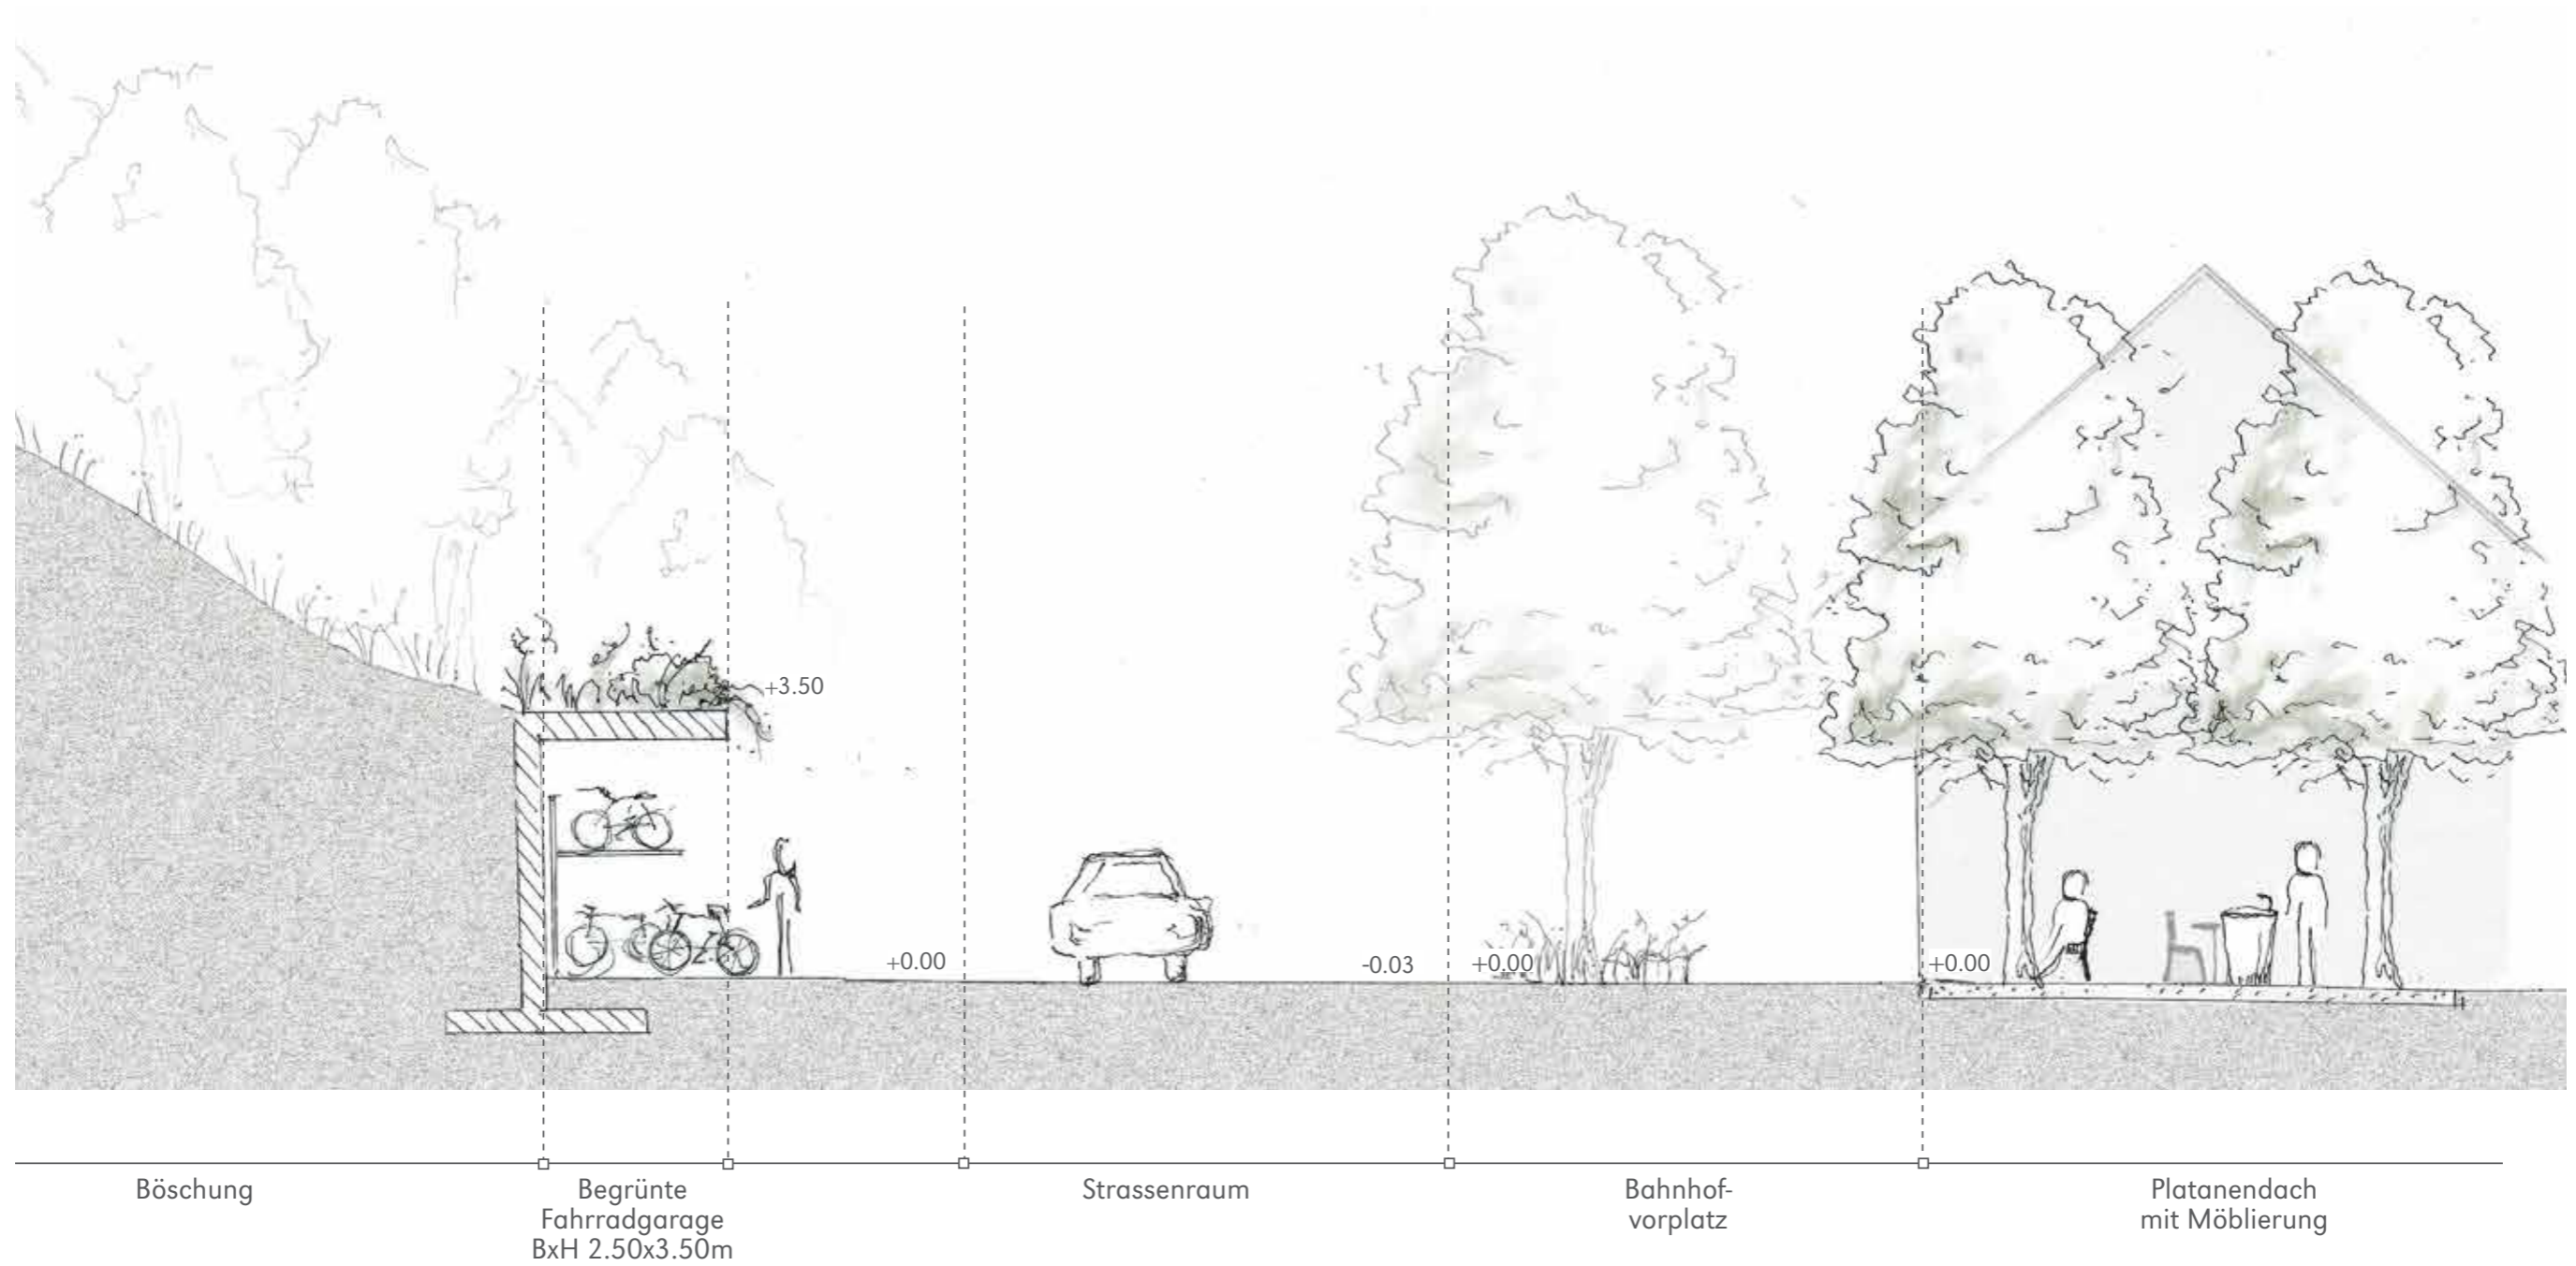 +3.50
+0.00
-0.03
+0.00
+0.00
Böschung
Begrünte
Fahrradgarage
BxH 2.50x3.50m
Strassenraum
Bahnhof-
vorplatz
Platanendach
mit Möblierung